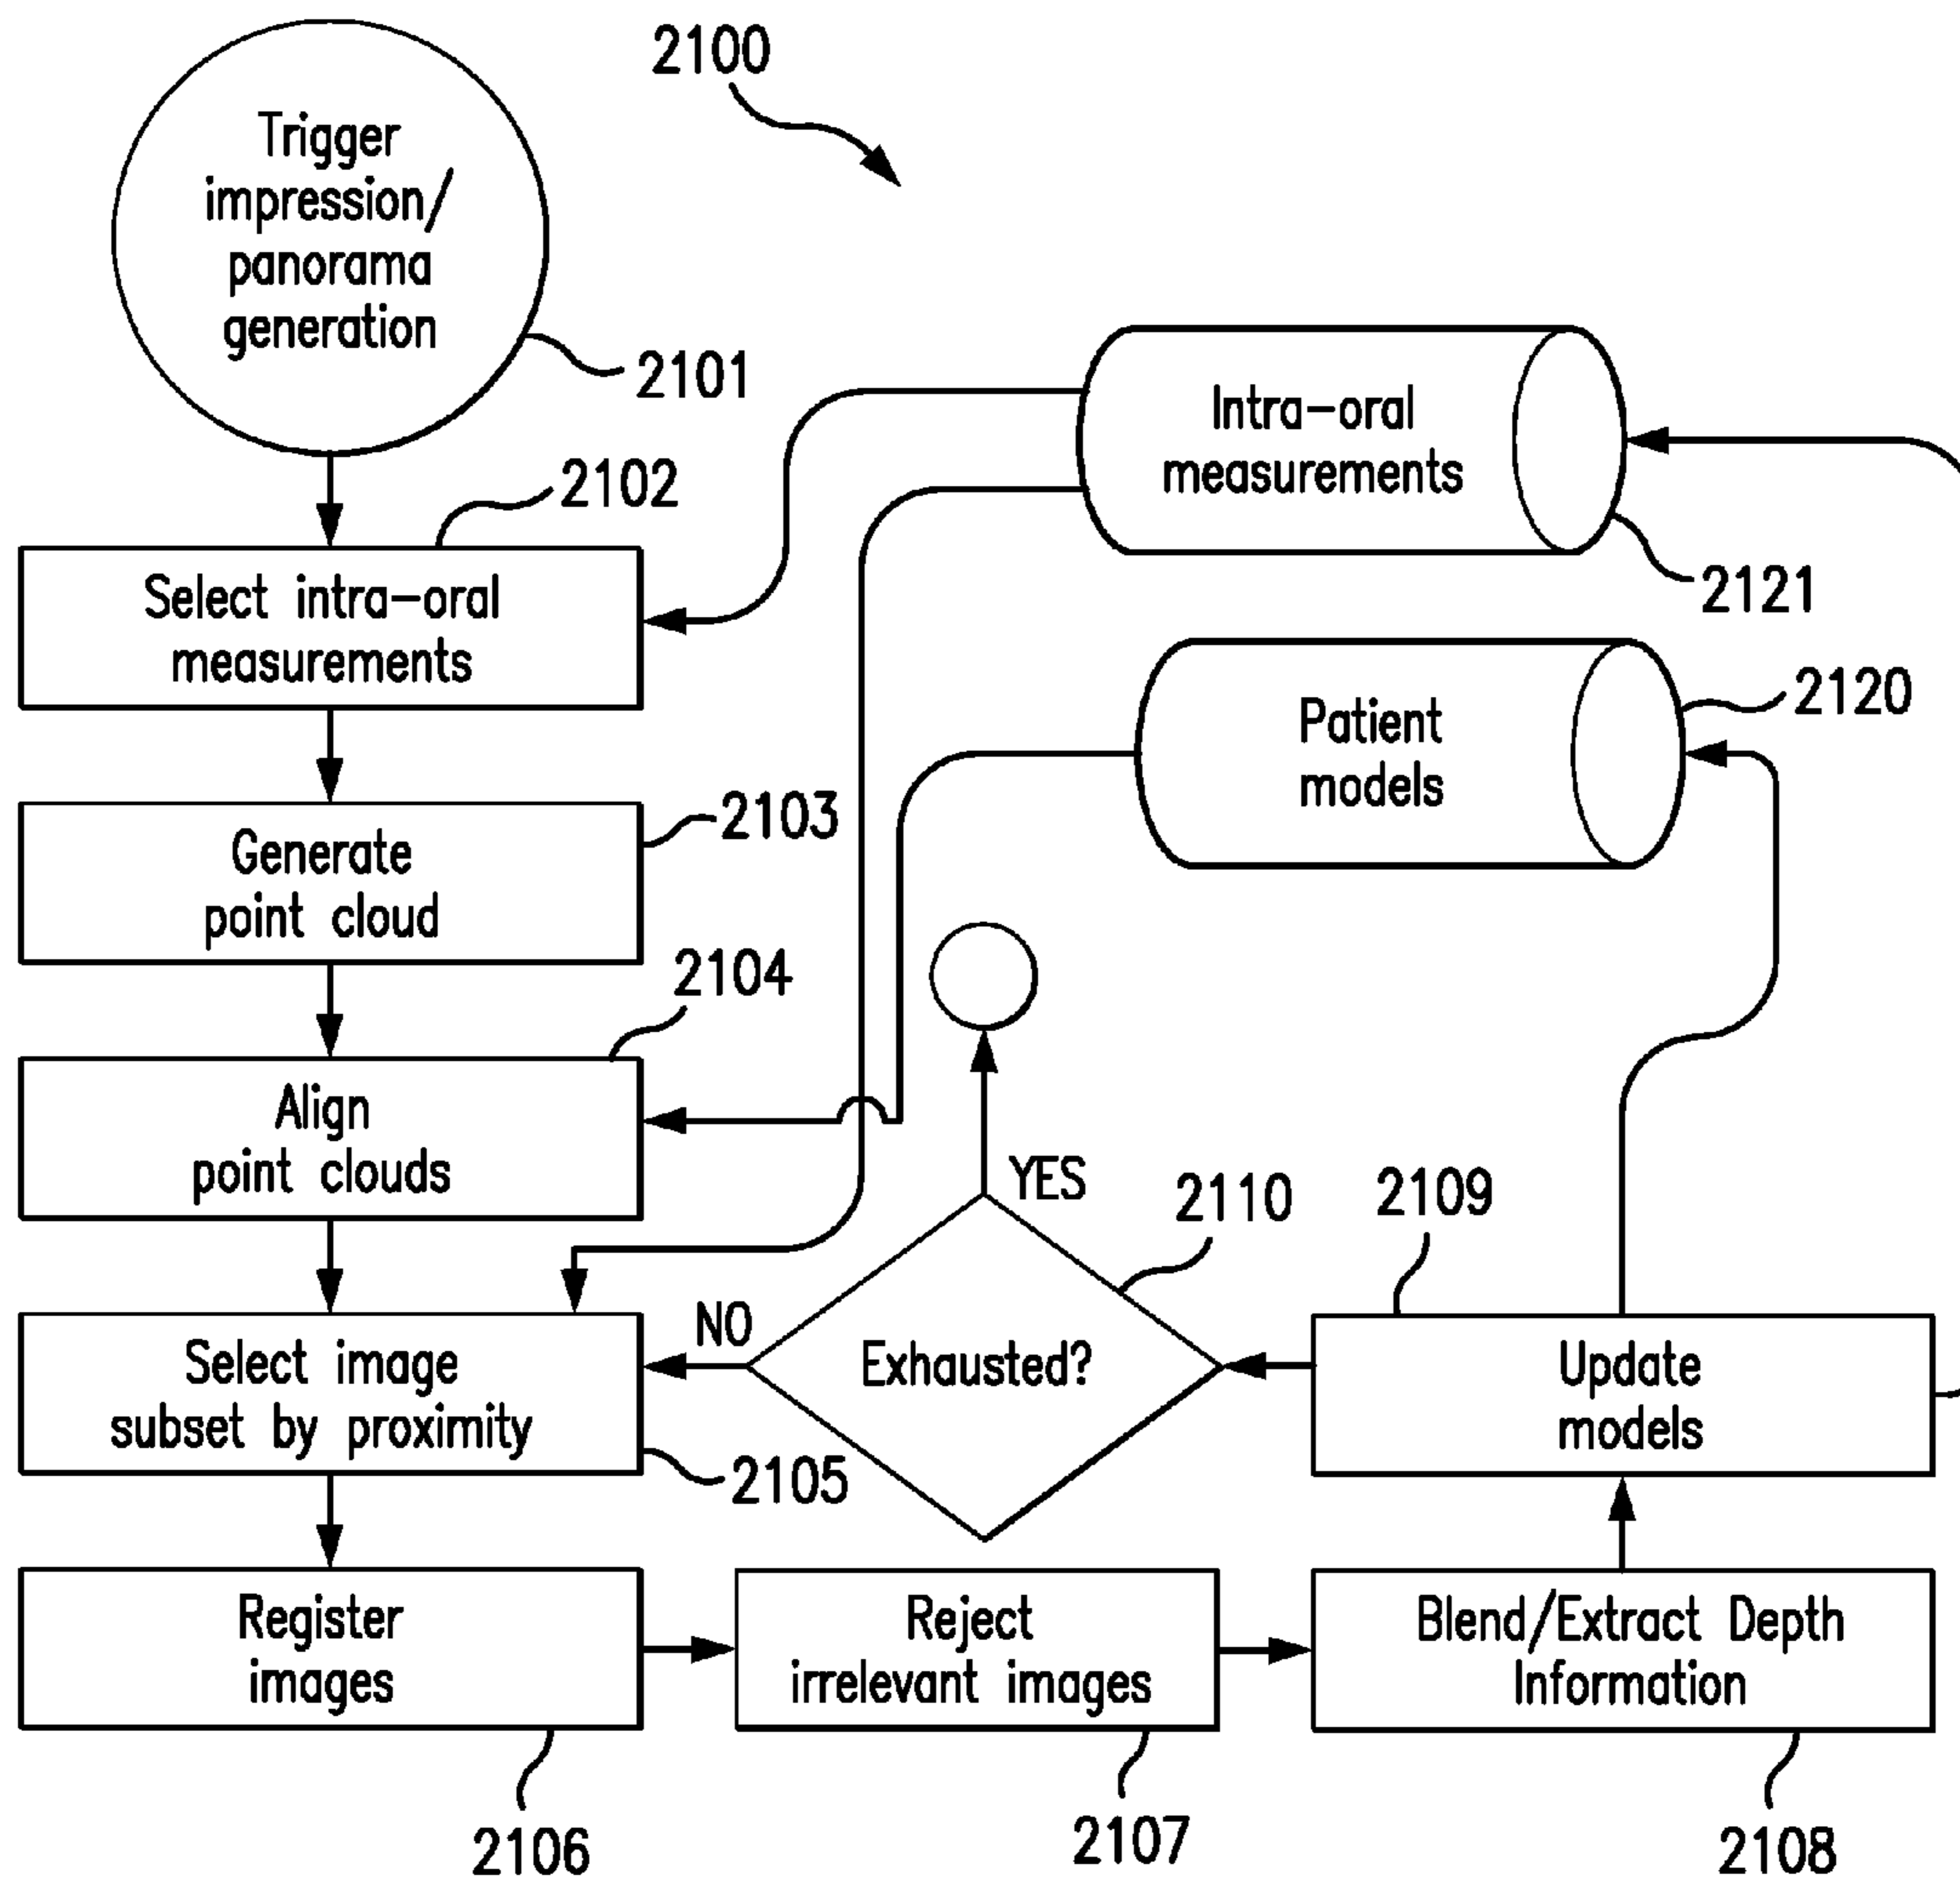 2100
Trigger
impression/
panorama
generation
2101
Intra-oral
measurements
2102
2121
Select intra-oral
measurements
Patient
models
2120
2103
Generate
point cloud
2104
Align
point clouds
YES
2110
2109
NO
Select image
subset by proximity
Exhausted?
Update
models
2105
Register
images
Reject
irrelevant images
Blend/Extract Depth
Information
2106
2107
2108